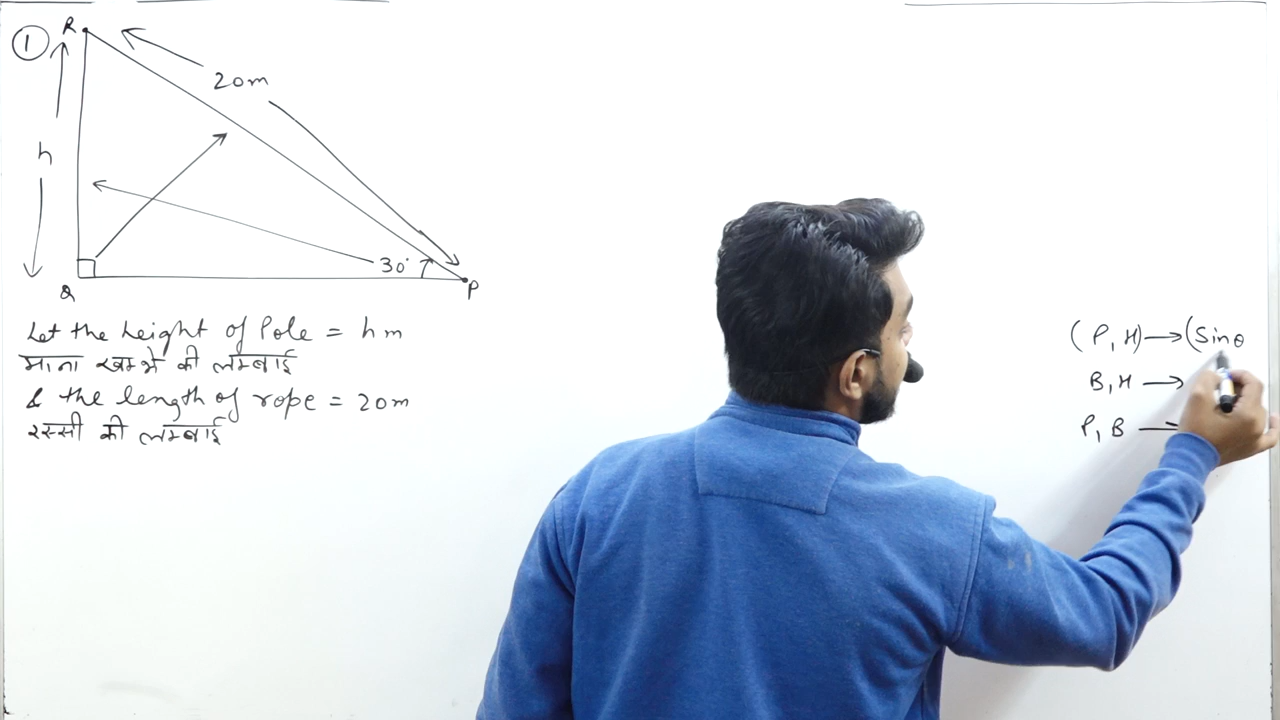 ① R
20m
h
30°
Q P
Let the height of Pole = h m
माना खम्भे की लम्बाई
& the length of rope = 20m
रस्सी की लम्बाई
(P, H) → (Sinθ
B, H →
P, B